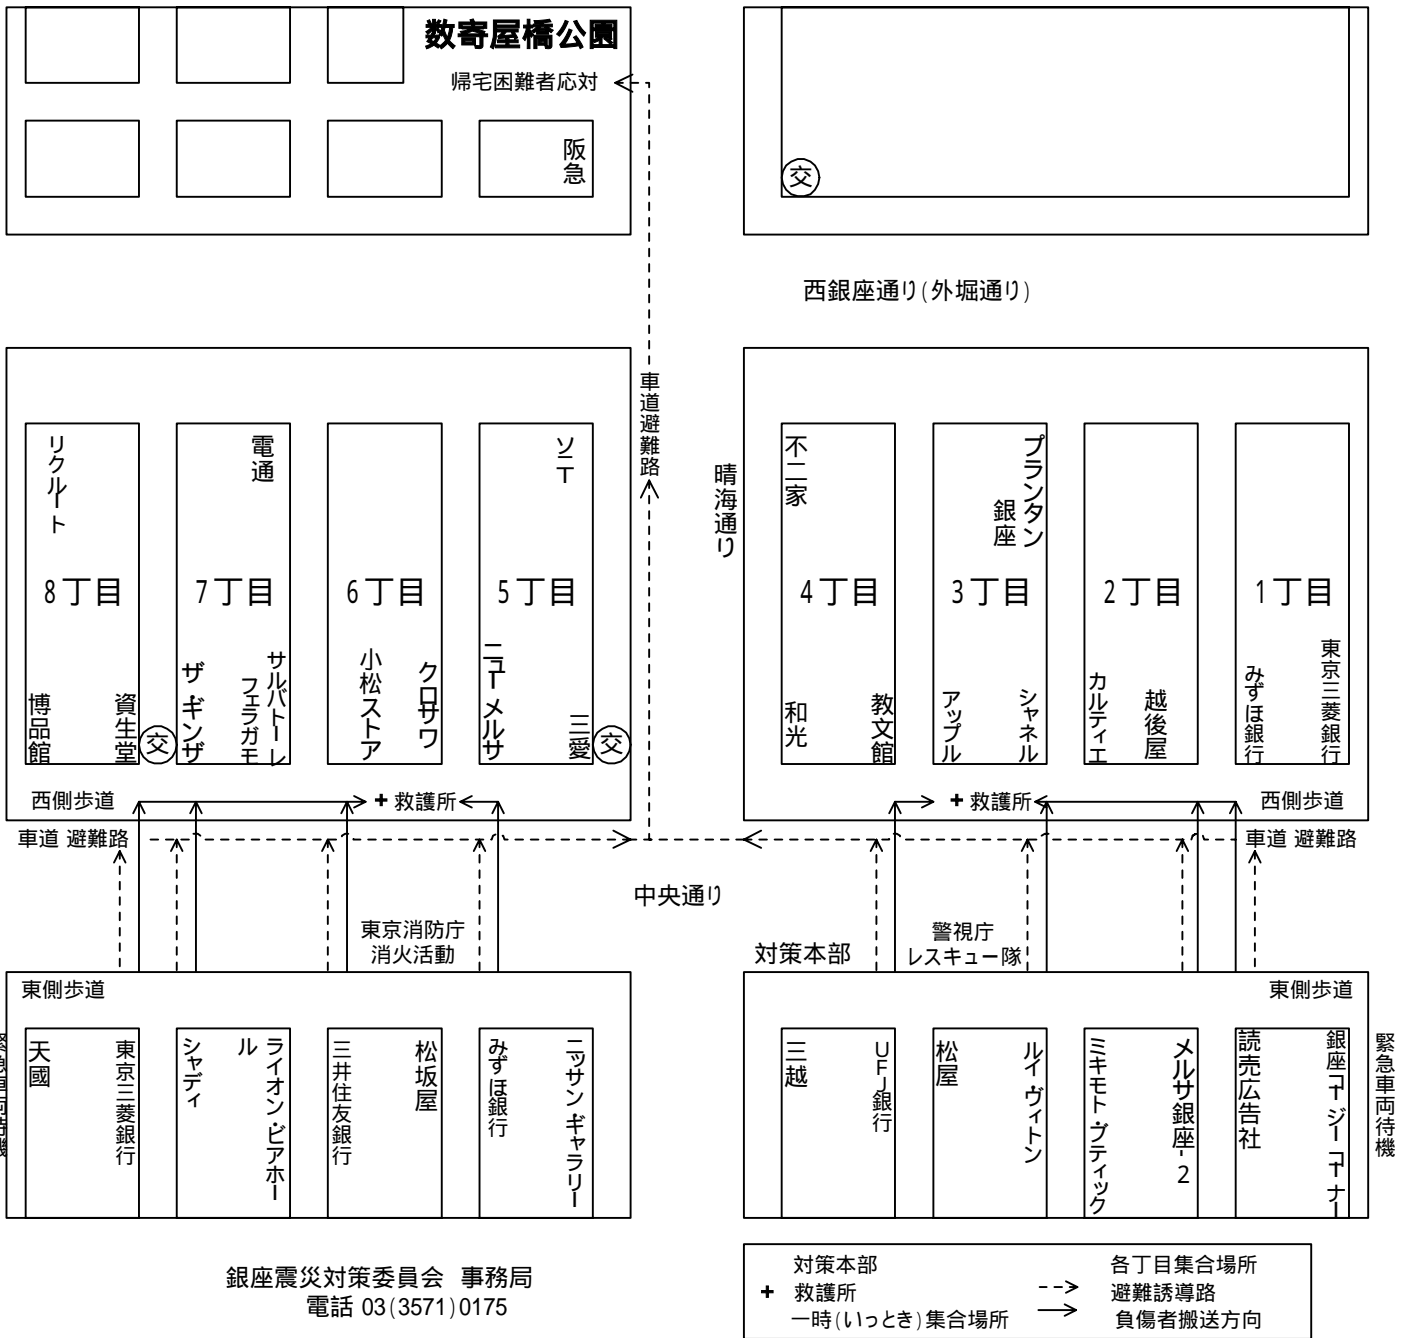 数寄屋橋公園
帰宅困難者応対
阪急
交
西銀座通り(外堀通り)
車道避難路
晴海通り
リクルート
電通
ソニー
不二家
プランタン
銀座
8丁目
7丁目
6丁目
5丁目
4丁目
3丁目
2丁目
1丁目
博品館
資生堂
交
ザ・ギンザ
サルバトーレ
フェラガモ
小松ストア
クロサワ
ニューメルサ
三愛
交
和光
教文館
アップル
シャネル
カルティエ
越後屋
みずほ銀行
東京三菱銀行
西側歩道
+ 救護所
+ 救護所
西側歩道
車道 避難路
車道 避難路
中央通り
東京消防庁
消火活動
対策本部
警視庁
レスキュー隊
東側歩道
東側歩道
緊急車両待機
天國
東京三菱銀行
シャディ
ライオン・ビアホー
ル
三井住友銀行
松坂屋
みずほ銀行
ニッサン・ギャラリー
三越
UFJ銀行
松屋
ルイ・ヴィトン
ミキモト・ブティック
メルサ銀座-2
読売広告社
銀座コージーコーナー
緊急車両待機
銀座震災対策委員会 事務局
電話 03(3571)0175
対策本部
各丁目集合場所
+ 救護所
避難誘導路
一時(いっとき)集合場所
負傷者搬送方向